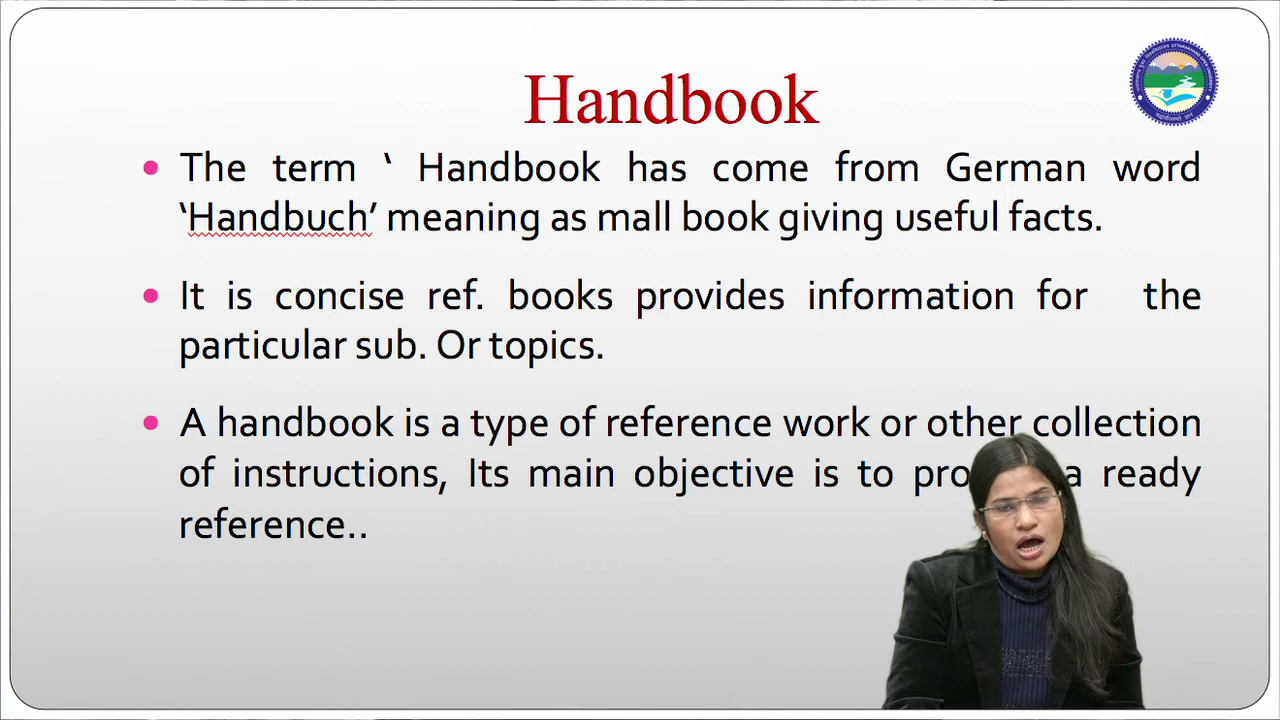 Handbook
The term ‘ Handbook has come from German word
‘Handbuch’ meaning as mall book giving useful facts.
It is concise ref. books provides information for the
particular sub. Or topics.
A handbook is a type of reference work or other collection
of instructions, Its main objective is to a ready
reference..